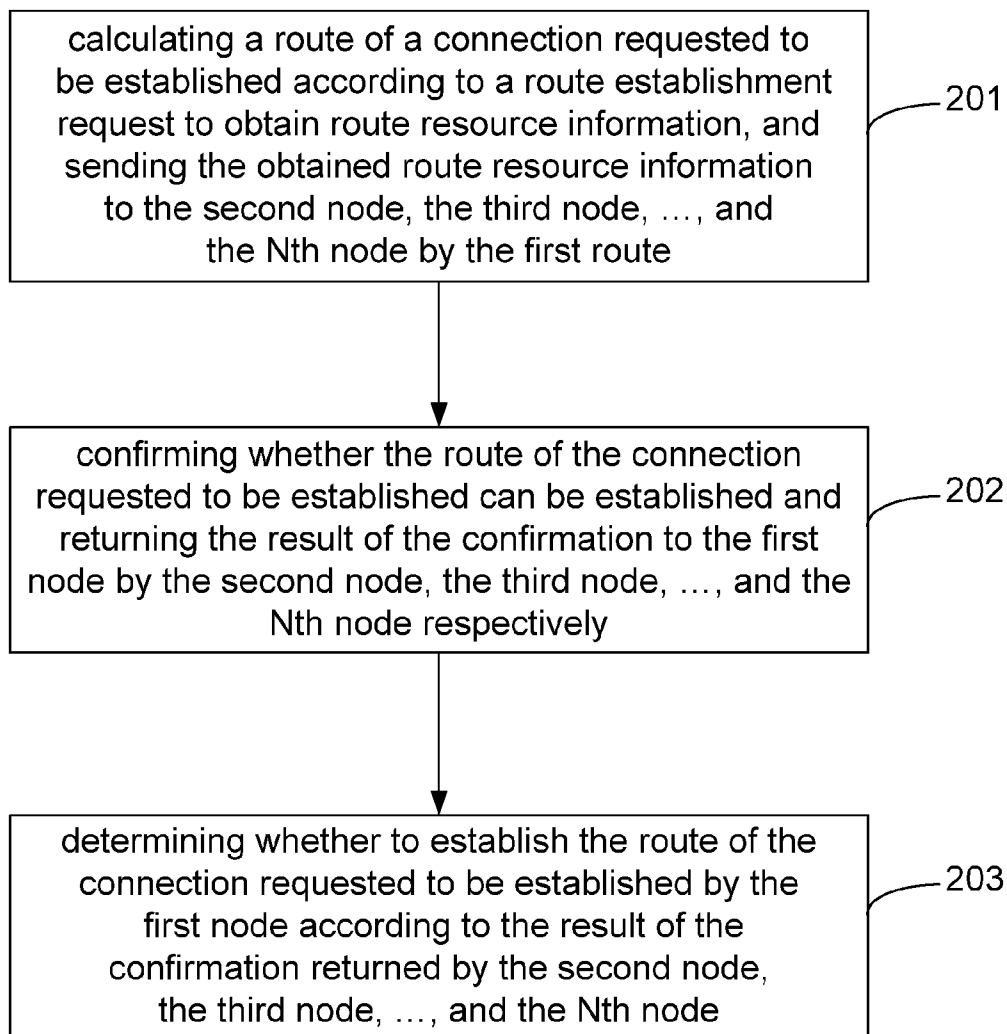 calculating a route of a connection requested to
be established according to a route establishment
request to obtain route resource information, and
sending the obtained route resource information
to the second node, the third node, …, and
the Nth node by the first route
201
confirming whether the route of the connection
requested to be established can be established and
returning the result of the confirmation to the first
node by the second node, the third node, …, and the
Nth node respectively
202
determining whether to establish the route of the
connection requested to be established by the
first node according to the result of the
confirmation returned by the second node,
the third node, …, and the Nth node
203